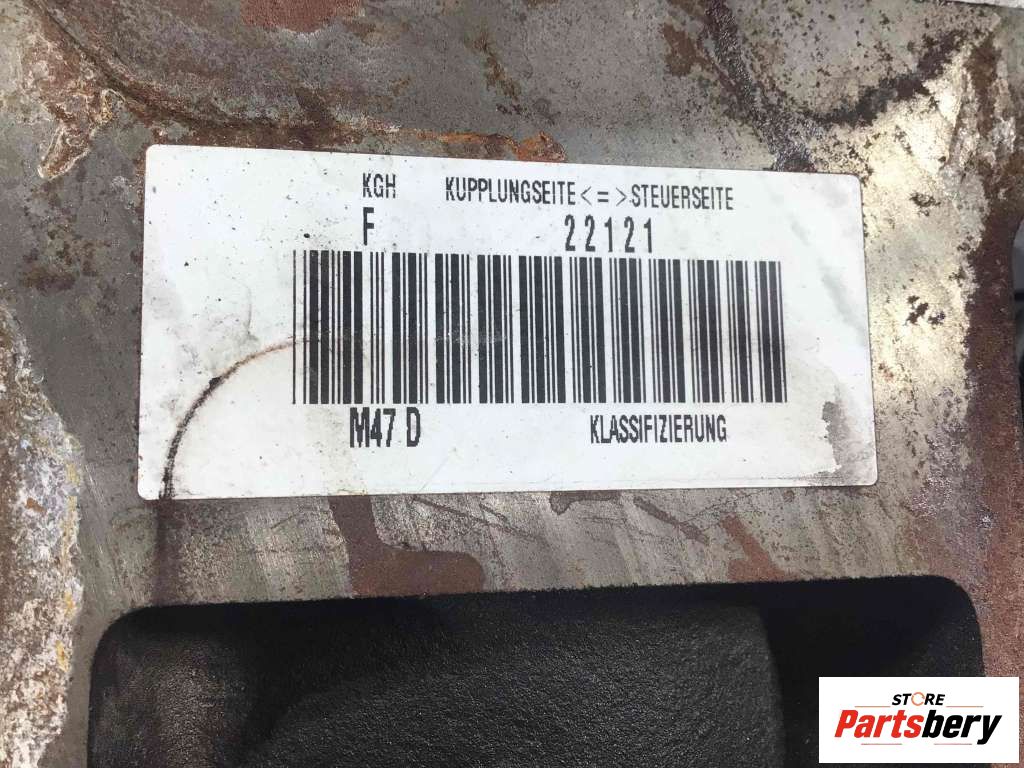 KGH KUPPLUNGSEITE<=>STEUERSEITE
F 22121
M47 D KLASSIFIZIERUNG
STORE
Partsbery